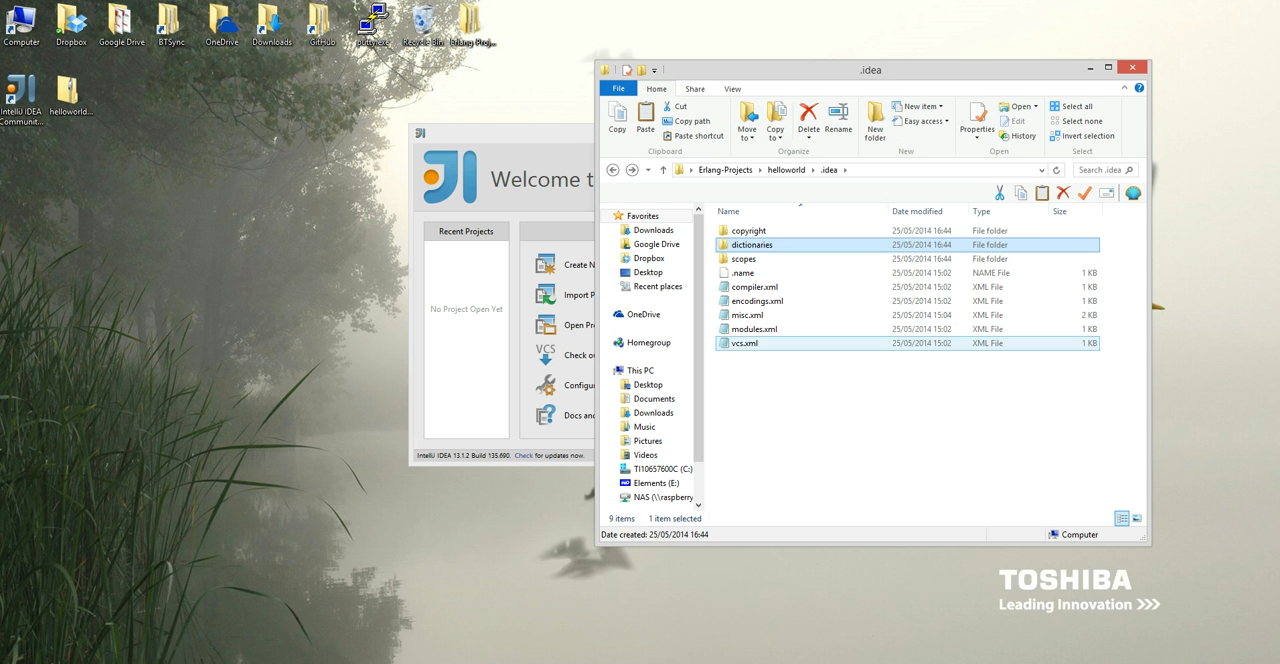 Computer Dropbox Google Drive BTSync OneDrive Downloads GitHub putty.exe Recycle Bin Erlang-Proj...
IntelliJ IDEA Communit...
helloworld...
Welcome t
Recent Projects
No Project Open Yet
Create N
Import P
Open Pr
VCS
Check o
Configu
Docs and
IntelliJ IDEA 13.1.2 Build 135.690. Check for updates now.
.idea
File Home Share View
Copy
Paste
Cut
Copy path
Paste shortcut
Clipboard
Move to
Copy to
Delete
Rename
Organize
New folder
New item
Easy access
New
Properties
Open
Edit
History
Open
Select all
Select none
Invert selection
Select
Erlang-Projects helloworld .idea
Search .idea
Favorites
Downloads
Google Drive
Dropbox
Desktop
Recent places
OneDrive
Homegroup
This PC
Desktop
Documents
Downloads
Music
Pictures
Videos
TI10657600C (C:)
Elements (E:)
NAS (\\raspberry
Name Date modified Type Size
copyright 25/05/2014 16:44 File folder
dictionaries 25/05/2014 16:44 File folder
scopes 25/05/2014 16:44 File folder
.name 25/05/2014 15:02 NAME File 1 KB
compiler.xml 25/05/2014 15:02 XML File 1 KB
encodings.xml 25/05/2014 15:02 XML File 1 KB
misc.xml 25/05/2014 15:04 XML File 2 KB
modules.xml 25/05/2014 15:02 XML File 1 KB
vcs.xml 25/05/2014 15:02 XML File 1 KB
9 items 1 item selected
Date created: 25/05/2014 16:44
Computer
TOSHIBA
Leading Innovation >>>